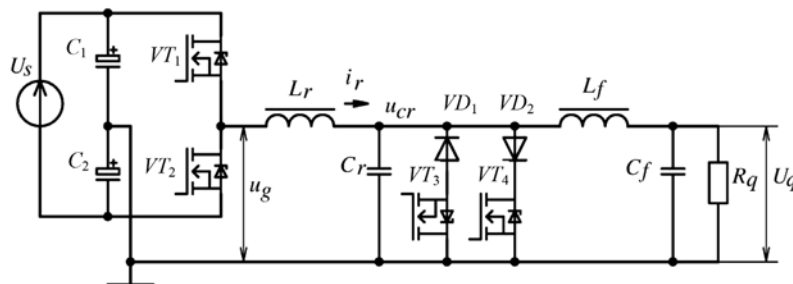 U_s
C_1
VT_1
C_2
VT_2
L_r
i_r
u_g
u_cr
C_r
VD_1
VT_3
VD_2
VT_4
L_f
C_f
R_q
U_q
+
+